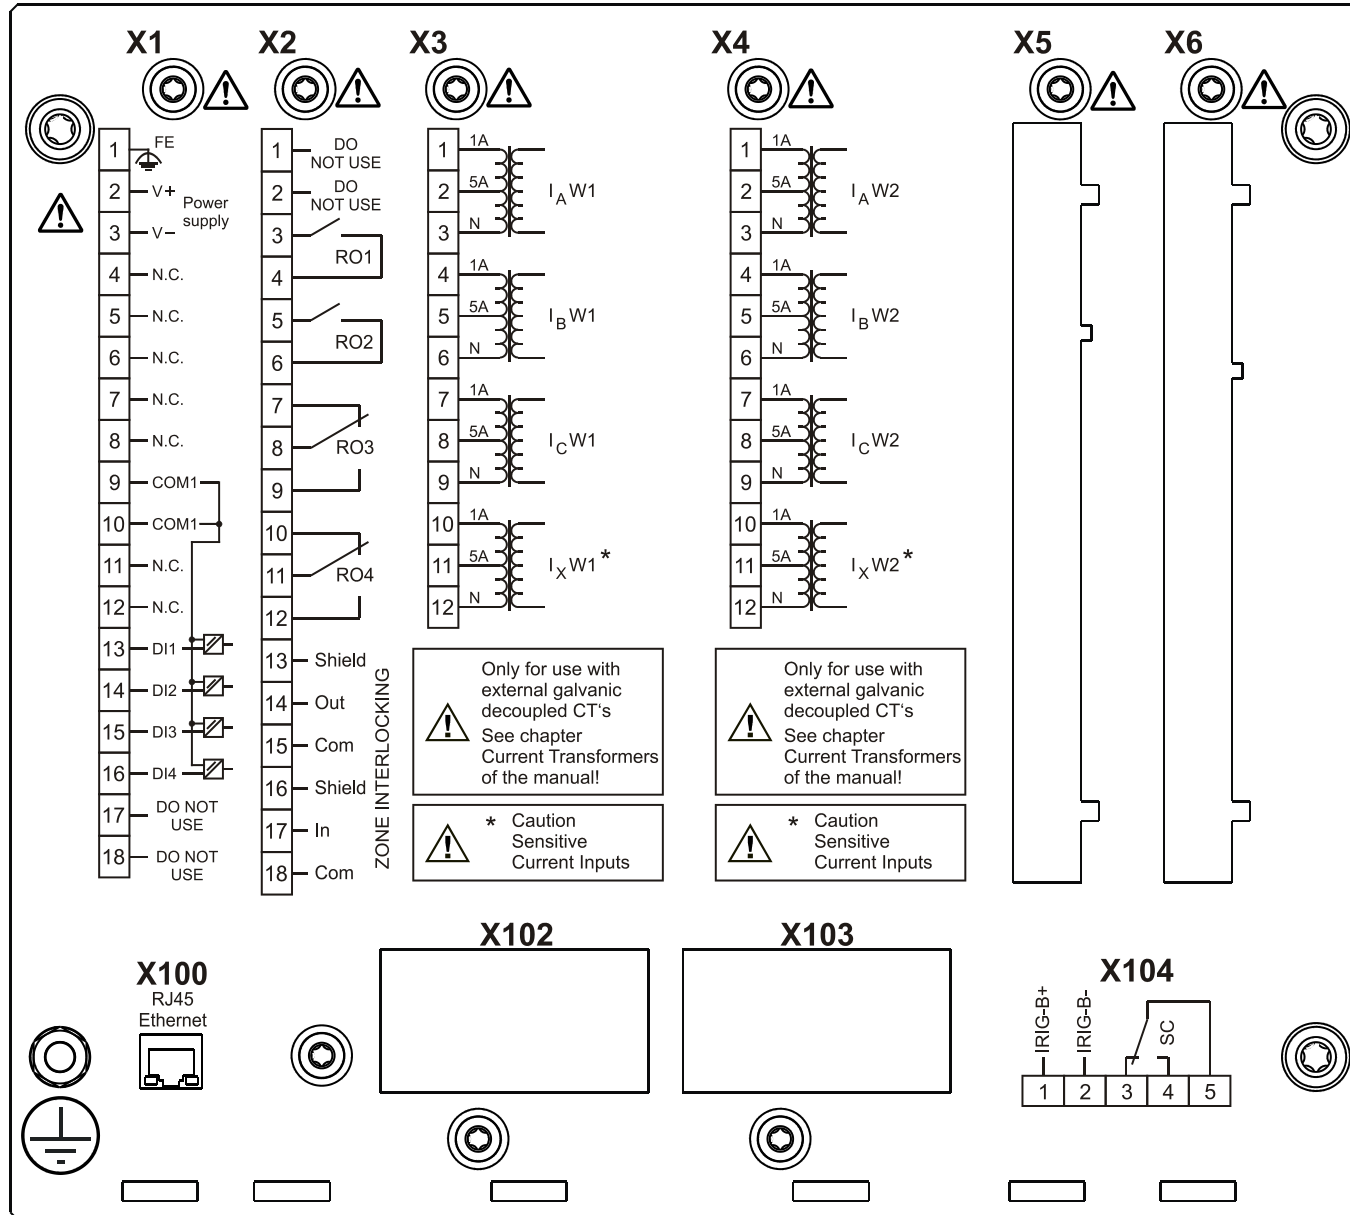 X1
X2
X3
X4
X5
X6
1 FE
2 V+
Power
supply
3 V–
4 N.C.
5 N.C.
6 N.C.
7 N.C.
8 N.C.
9 COM1
10 COM1
11 N.C.
12 N.C.
13 DI1
14 DI2
15 DI3
16 DI4
17 DO NOT
USE
18 DO NOT
USE
1 DO
NOT USE
2 DO
NOT USE
3
RO1
4
5
RO2
6
7
8 RO3
9
10
11 RO4
12
13 Shield
14 Out
15 Com
16 Shield
17 In
18 Com
ZONE INTERLOCKING
1 1A
2 5A IAW1
3 N
4 1A
5 5A IBW1
6 N
7 1A
8 5A ICW1
9 N
10 1A
11 5A IXW1*
12 N
Only for use with
external galvanic
decoupled CT's
See chapter
Current Transformers
of the manual!
* Caution
Sensitive
Current Inputs
1 1A
2 5A IAW2
3 N
4 1A
5 5A IBW2
6 N
7 1A
8 5A ICW2
9 N
10 1A
11 5A IXW2*
12 N
Only for use with
external galvanic
decoupled CT's
See chapter
Current Transformers
of the manual!
* Caution
Sensitive
Current Inputs
X100
RJ45
Ethernet
X102
X103
X104
IRIG-B+
IRIG-B-
SC
1 2 3 4 5